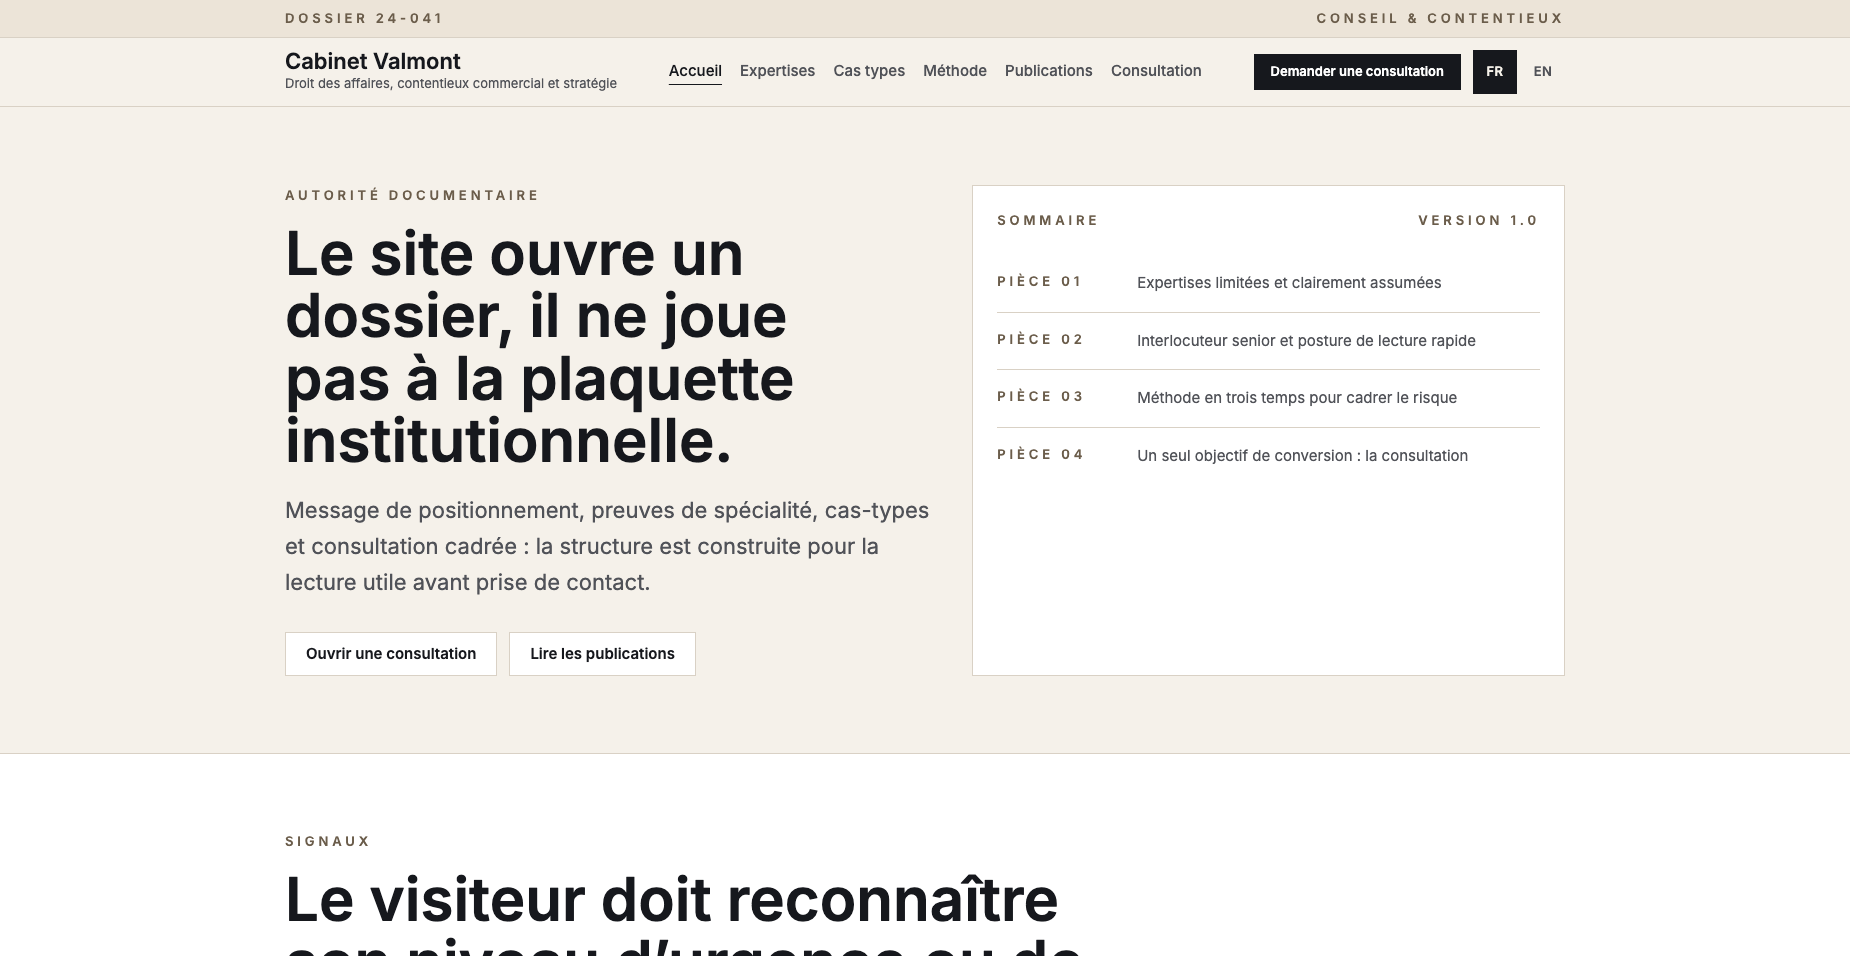 DOSSIER 24-041
CONSEIL & CONTENTIEUX
Cabinet Valmont
Droit des affaires, contentieux commercial et stratégie
Accueil
Expertises
Cas types
Méthode
Publications
Consultation
Demander une consultation
FR
EN
AUTORITÉ DOCUMENTAIRE
Le site ouvre un
dossier, il ne joue
pas à la plaquette
institutionnelle.
Message de positionnement, preuves de spécialité, cas-types
et consultation cadrée : la structure est construite pour la
lecture utile avant prise de contact.
Ouvrir une consultation
Lire les publications
SOMMAIRE
VERSION 1.0
PIÈCE 01
Expertises limitées et clairement assumées
PIÈCE 02
Interlocuteur senior et posture de lecture rapide
PIÈCE 03
Méthode en trois temps pour cadrer le risque
PIÈCE 04
Un seul objectif de conversion : la consultation
SIGNAUX
Le visiteur doit reconnaître
son niveau d’urgence ou de